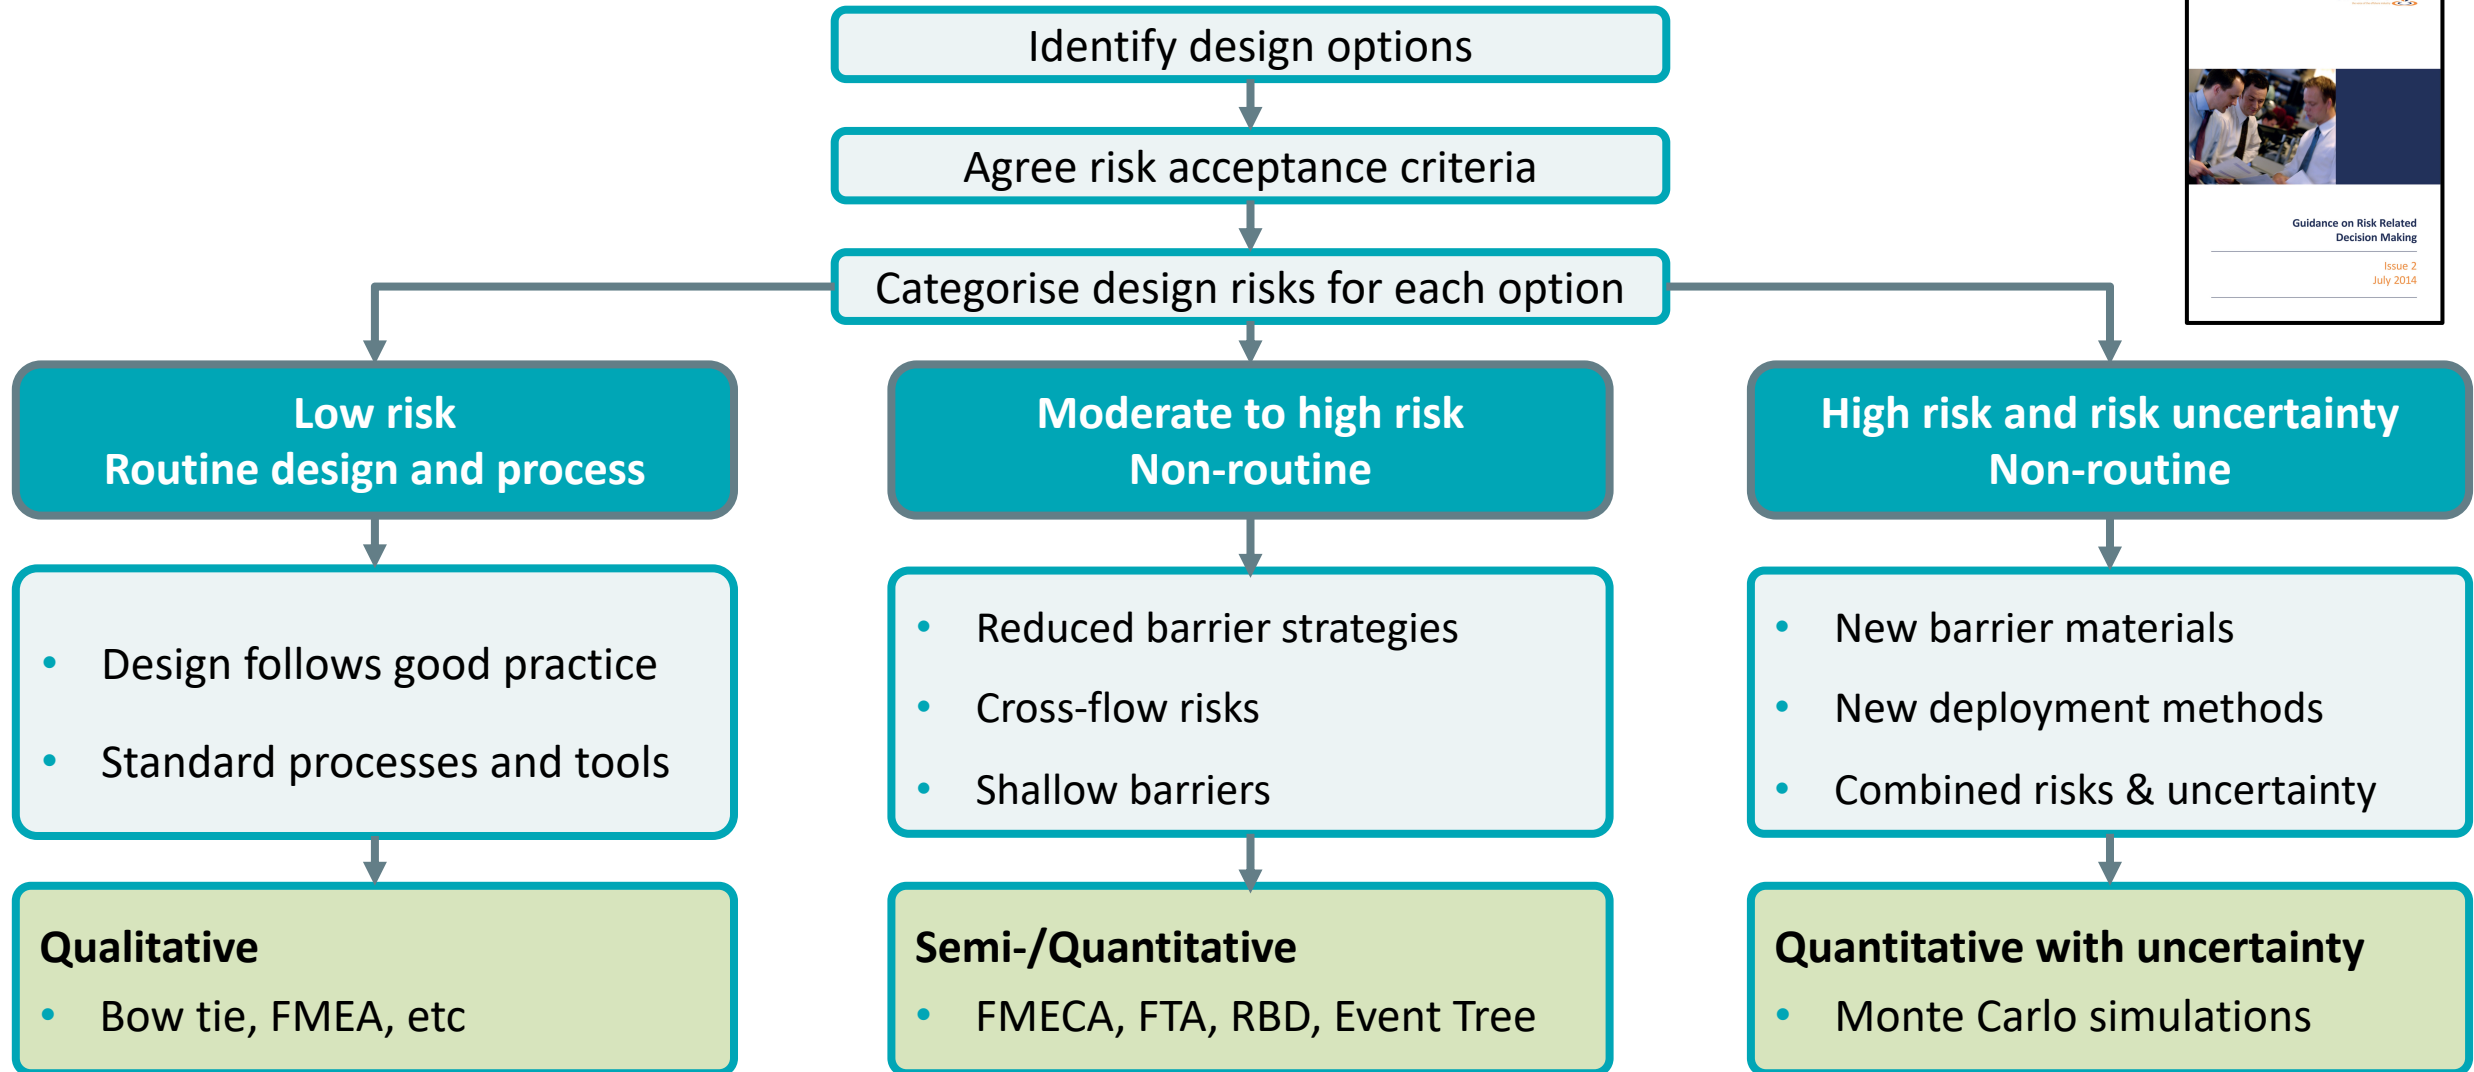 Identify design options
Agree risk acceptance criteria
Categorise design risks for each option
Guidance on Risk Related
Decision Making
Issue 2
July 2014
Low risk
Routine design and process
Moderate to high risk
Non-routine
High risk and risk uncertainty
Non-routine
• Design follows good practice
• Standard processes and tools
• Reduced barrier strategies
• Cross-flow risks
• Shallow barriers
• New barrier materials
• New deployment methods
• Combined risks & uncertainty
Qualitative
• Bow tie, FMEA, etc
Semi-/Quantitative
• FMECA, FTA, RBD, Event Tree
Quantitative with uncertainty
• Monte Carlo simulations